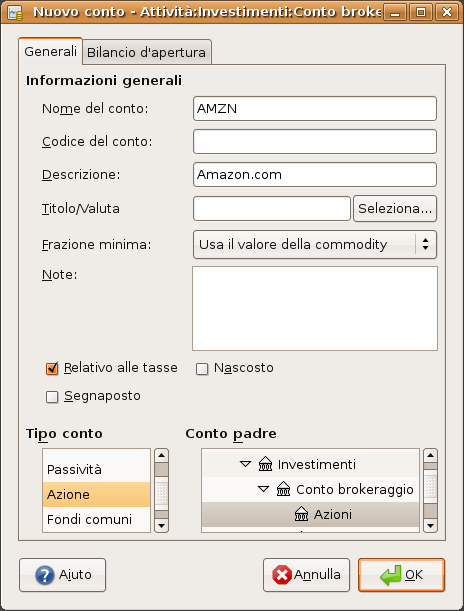 Nuovo conto - Attività:Investimenti:Conto broke
Generali Bilancio d'apertura
Informazioni generali
Nome del conto: AMZN
Codice del conto:
Descrizione: Amazon.com
Titolo/Valuta Seleziona...
Frazione minima: Usa il valore della commodity
Note:
Relativo alle tasse Nascosto
Segnaposto
Tipo conto Conto padre
Passività Investimenti
Azione Conto brokeraggio
Fondi comuni Azioni
Aiuto Annulla OK